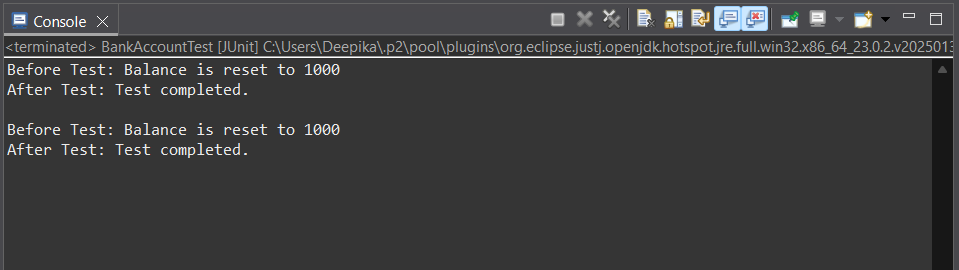 Console
<terminated> BankAccountTest [JUnit] C:\Users\Deepika\.p2\pool\plugins\org.eclipse.justj.openjdk.hotspot.jre.full.win32.x86_64_23.0.2.v2025013
Before Test: Balance is reset to 1000
After Test: Test completed.
Before Test: Balance is reset to 1000
After Test: Test completed.